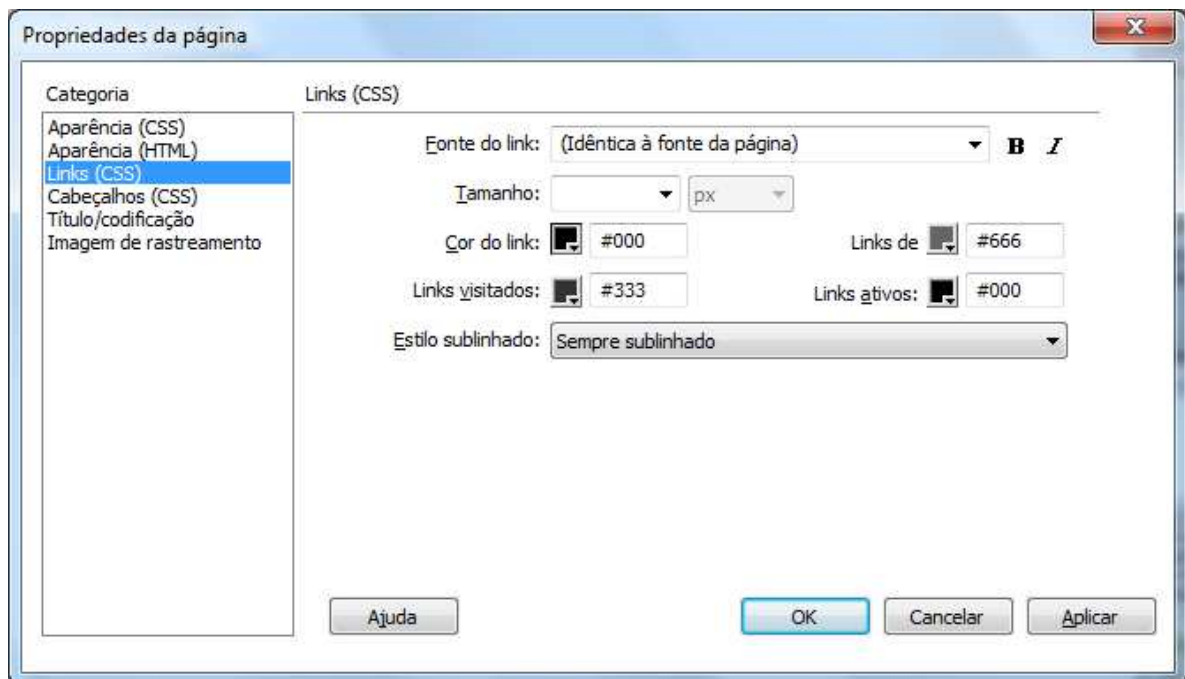 Propriedades da página
Categoria
Aparência (CSS)
Aparência (HTML)
Links (CSS)
Cabeçalhos (CSS)
Título/codificação
Imagem de rastreamento
Links (CSS)
Fonte do link: (Idêntica à fonte da página) B I
Tamanho: px
Cor do link: #000 Links de #666
Links visitados: #333 Links ativos: #000
Estilo sublinhado: Sempre sublinhado
Ajuda OK Cancelar Aplicar